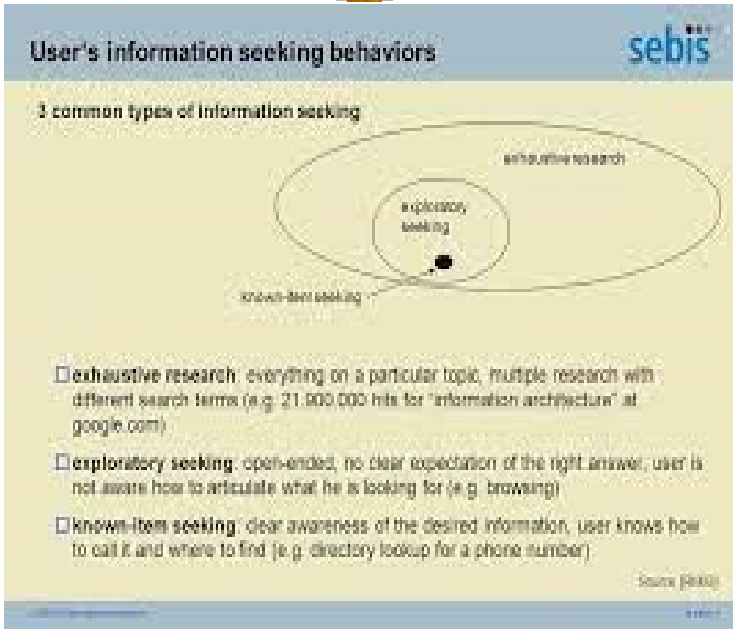 User's information seeking behaviors
sebis
3 common types of information seeking
exhaustive research
exploratory
seeking
known-item seeking
exhaustive research: everything on a particular topic, multiple research with
different search terms (e.g. 21.900.000 hits for "information architecture" at
google.com)
exploratory seeking: open-ended, no clear expectation of the right answer, user is
not aware how to articulate what he is looking for (e.g. browsing)
known-item seeking: clear awareness of the desired information, user knows how
to call it and where to find (e.g. directory lookup for a phone number)
Source